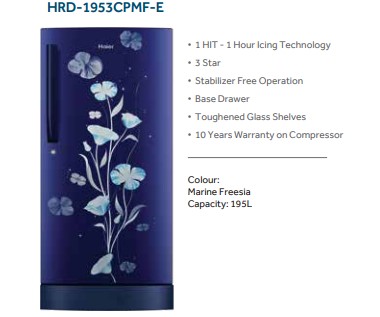 HRD-1953CPMF-E
Haier
• 1 HIT - 1 Hour Icing Technology
• 3 Star
• Stabilizer Free Operation
• Base Drawer
• Toughened Glass Shelves
• 10 Years Warranty on Compressor
Colour:
Marine Freesia
Capacity: 195L